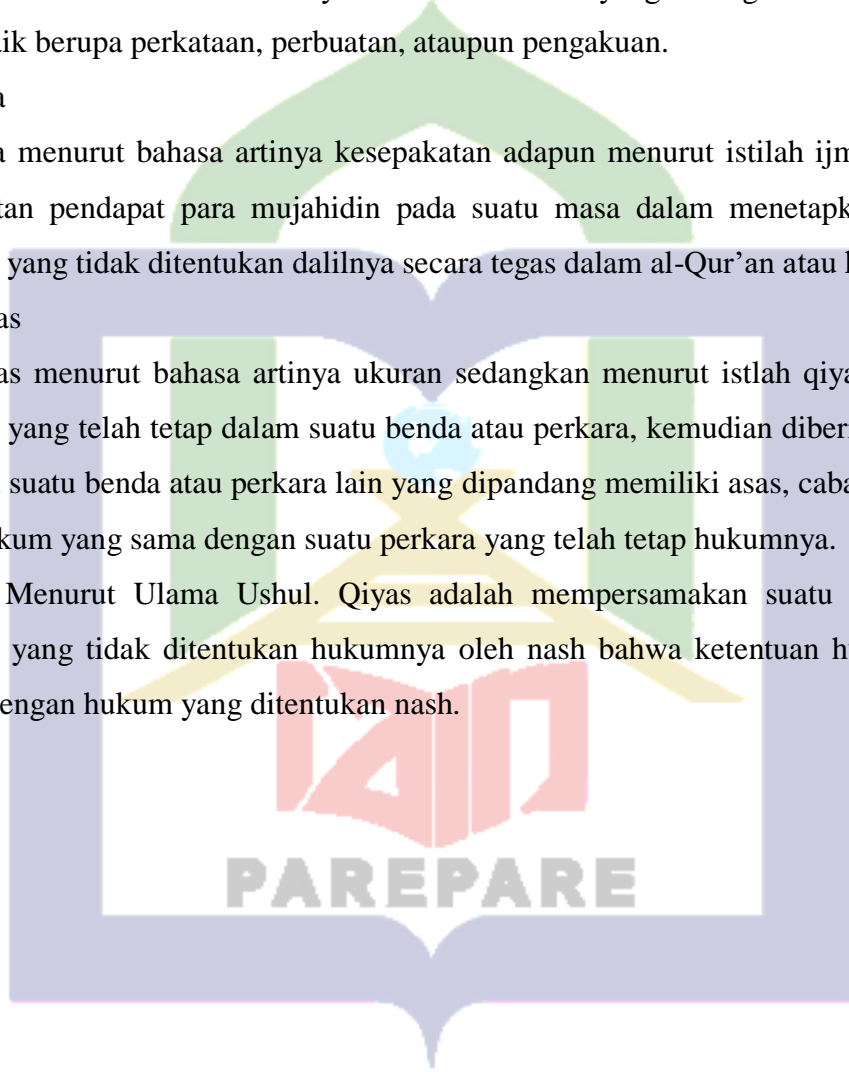 ik berupa perkataan, perbuatan, ataupun pengakuan.
a
a menurut bahasa artinya kesepakatan adapun menurut istilah ijm
tan pendapat para mujahidin pada suatu masa dalam menetapk
yang tidak ditentukan dalilnya secara tegas dalam al-Qur’an atau
as
as menurut bahasa artinya ukuran sedangkan menurut istlah qiya
yang telah tetap dalam suatu benda atau perkara, kemudian diber
suatu benda atau perkara lain yang dipandang memiliki asas, caba
kum yang sama dengan suatu perkara yang telah tetap hukumnya.
Menurut Ulama Ushul. Qiyas adalah mempersamakan suatu
yang tidak ditentukan hukumnya oleh nash bahwa ketentuan hu
engan hukum yang ditentukan nash.
iain
PAREPARE